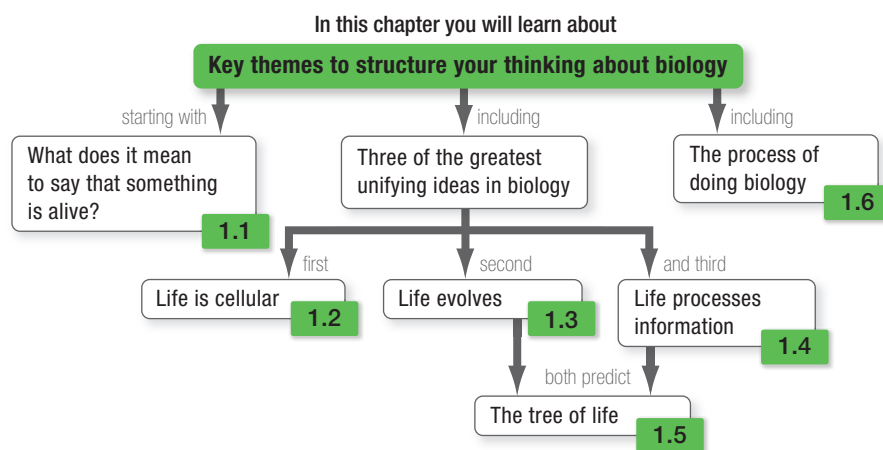 In this chapter you will learn about
Key themes to structure your thinking about biology
starting with
including
including
What does it mean
to say that something
is alive?
1.1
Three of the greatest
unifying ideas in biology
The process of
doing biology
1.6
first
second
and third
Life is cellular
1.2
Life evolves
1.3
Life processes
information
1.4
both predict
The tree of life
1.5